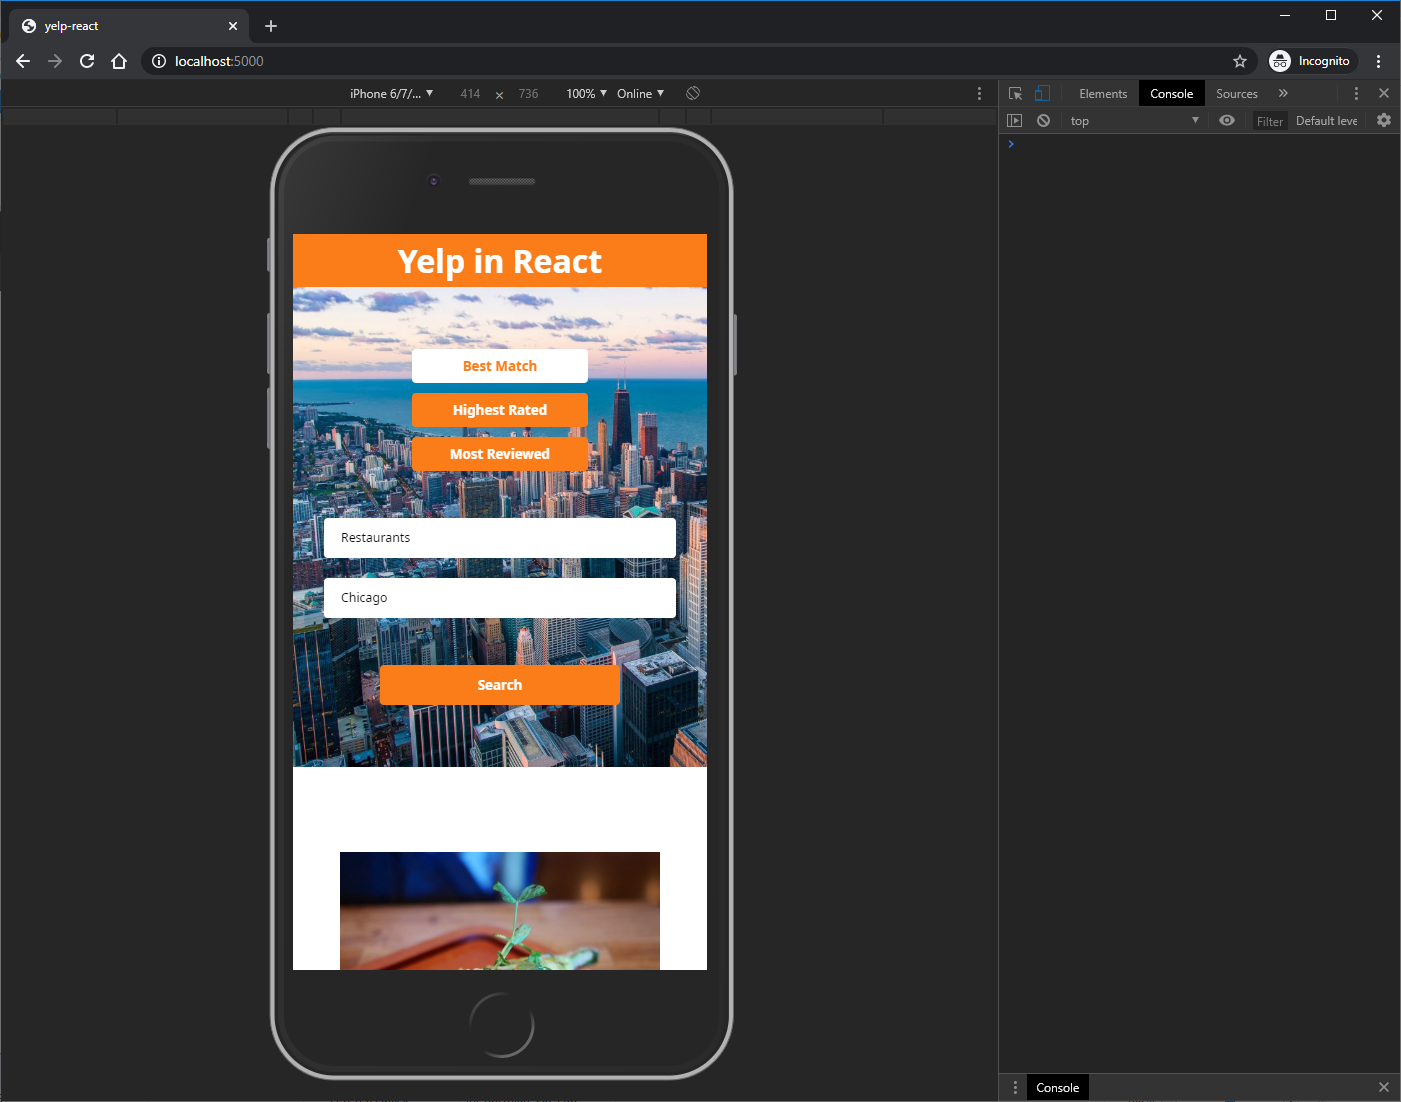 yelp-react
localhost:5000
Incognito
iPhone 6/7/... ▼ 414 × 736 100% ▼ Online ▼
Elements Console Sources »
top ▼ Filter Default leve
Yelp in React
Best Match
Highest Rated
Most Reviewed
Restaurants
Chicago
Search
Console